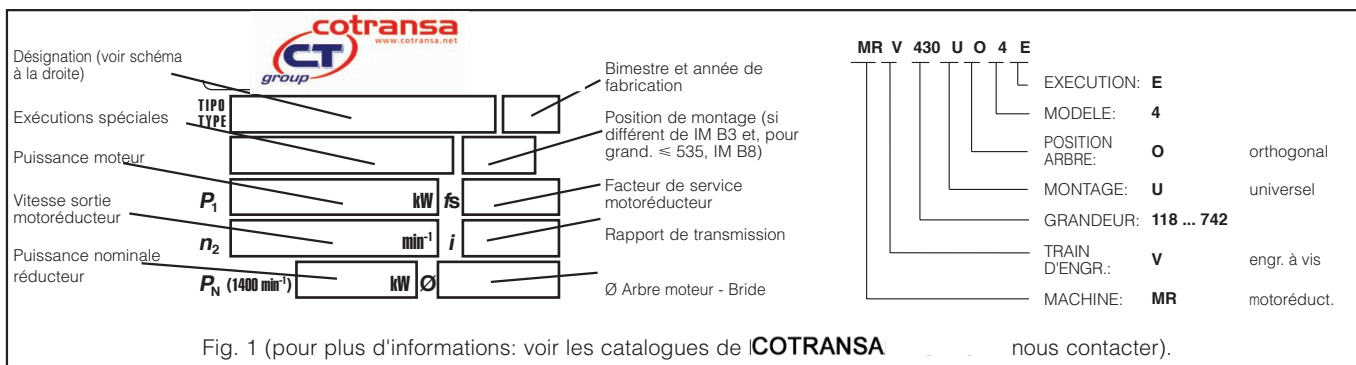 cotransa
www.cotransa.net
CT
group
Désignation (voir schéma
à la droite)
Exécutions spéciales
Puissance moteur
Vitesse sortie
motoréducteur
Puissance nominale
réducteur
TIPO
TYPE
P1 kW fs
n2 min-1 i
PN (1400 min-1) kW Ø
Bimestre et année de
fabrication
Position de montage (si
différent de IM B3 et, pour
grand. ≤ 535, IM B8)
Facteur de service
motoréducteur
Rapport de transmission
Ø Arbre moteur - Bride
MR V 430 U O 4 E
EXECUTION: E
MODELE: 4
POSITION
ARBRE: O orthogonal
MONTAGE: U universel
GRANDEUR: 118 ... 742
TRAIN
D'ENGR.: V engr. à vis
MACHINE: MR motoréduct.
Fig. 1 (pour plus d'informations: voir les catalogues de COTRANSA nous contacter).